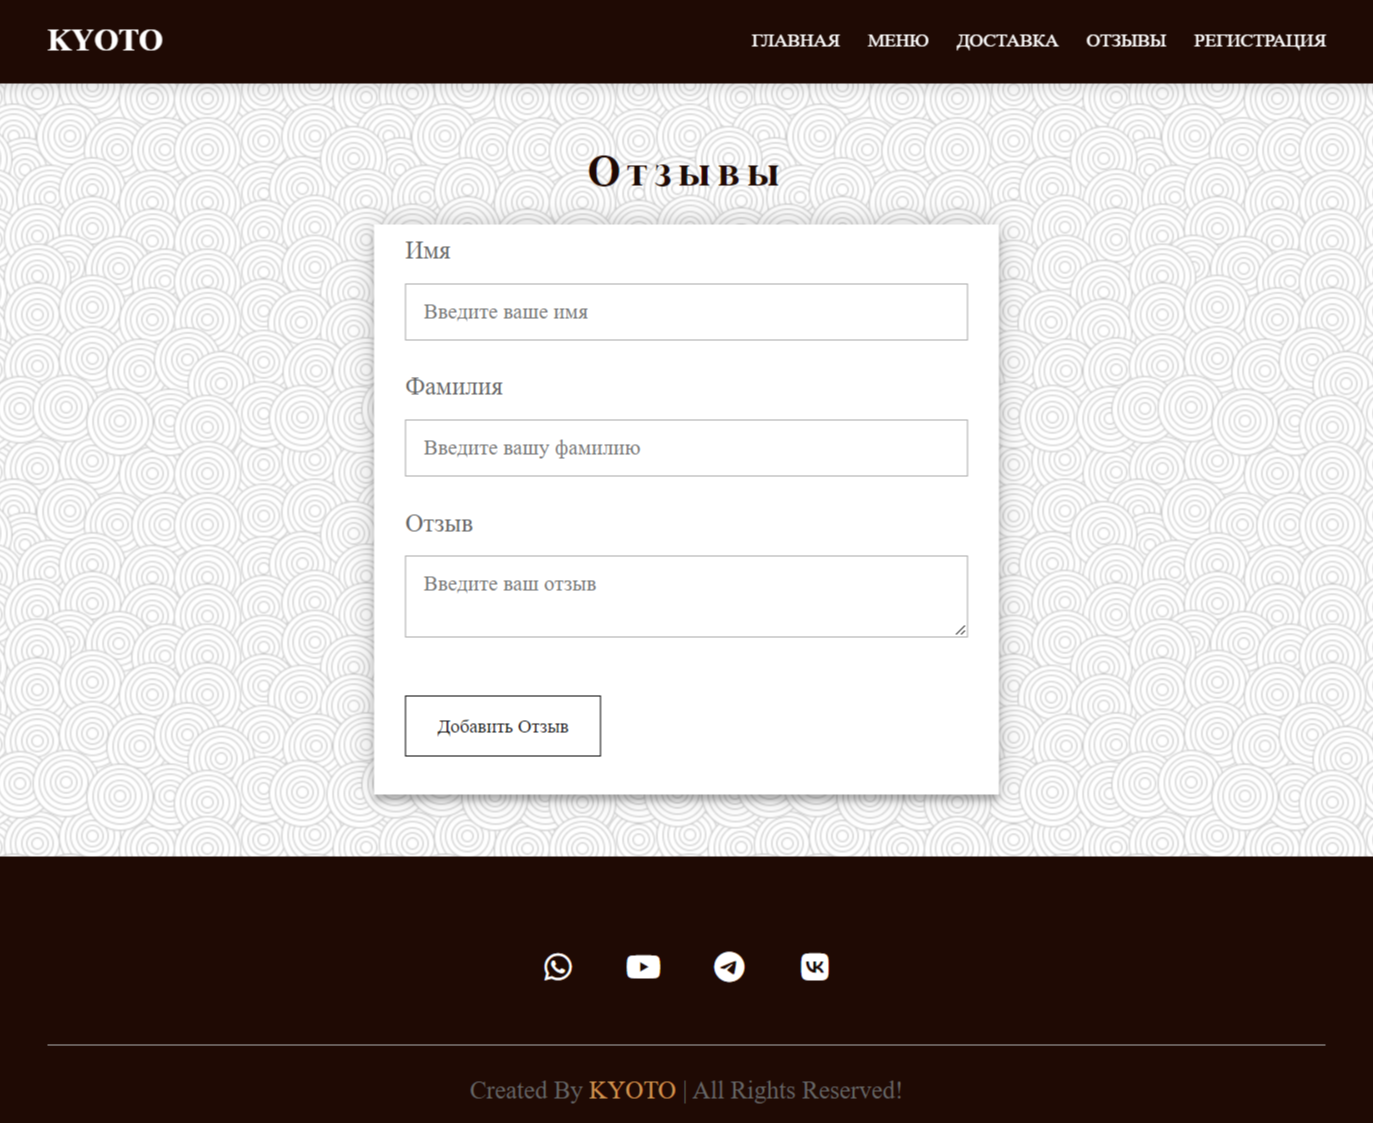 KYOTO
ГЛАВНАЯ МЕНЮ ДОСТАВКА ОТЗЫВЫ РЕГИСТРАЦИЯ
Отзывы
Имя
Введите ваше имя
Фамилия
Введите вашу фамилию
Отзыв
Введите ваш отзыв
Добавить Отзыв
Created By KYOTO | All Rights Reserved!